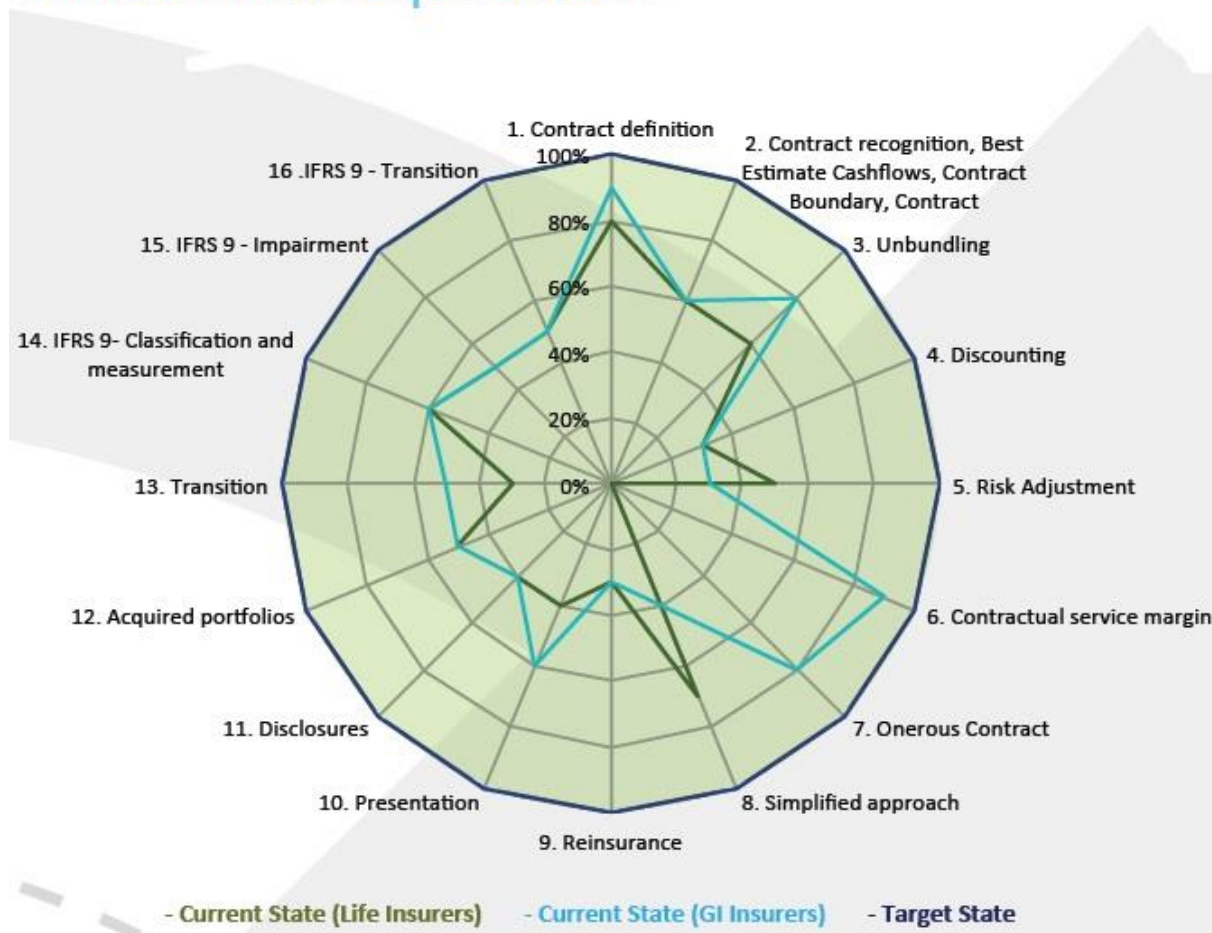 1. Contract definition
100%
2. Contract recognition, Best
Estimate Cashflows, Contract
Boundary, Contract
16 .IFRS 9 - Transition
80%
15. IFRS 9 - Impairment
3. Unbundling
60%
14. IFRS 9- Classification and
measurement
40%
4. Discounting
20%
13. Transition
0%
5. Risk Adjustment
12. Acquired portfolios
6. Contractual service margin
11. Disclosures
7. Onerous Contract
10. Presentation
8. Simplified approach
9. Reinsurance
- Current State (Life Insurers) - Current State (GI Insurers) - Target State